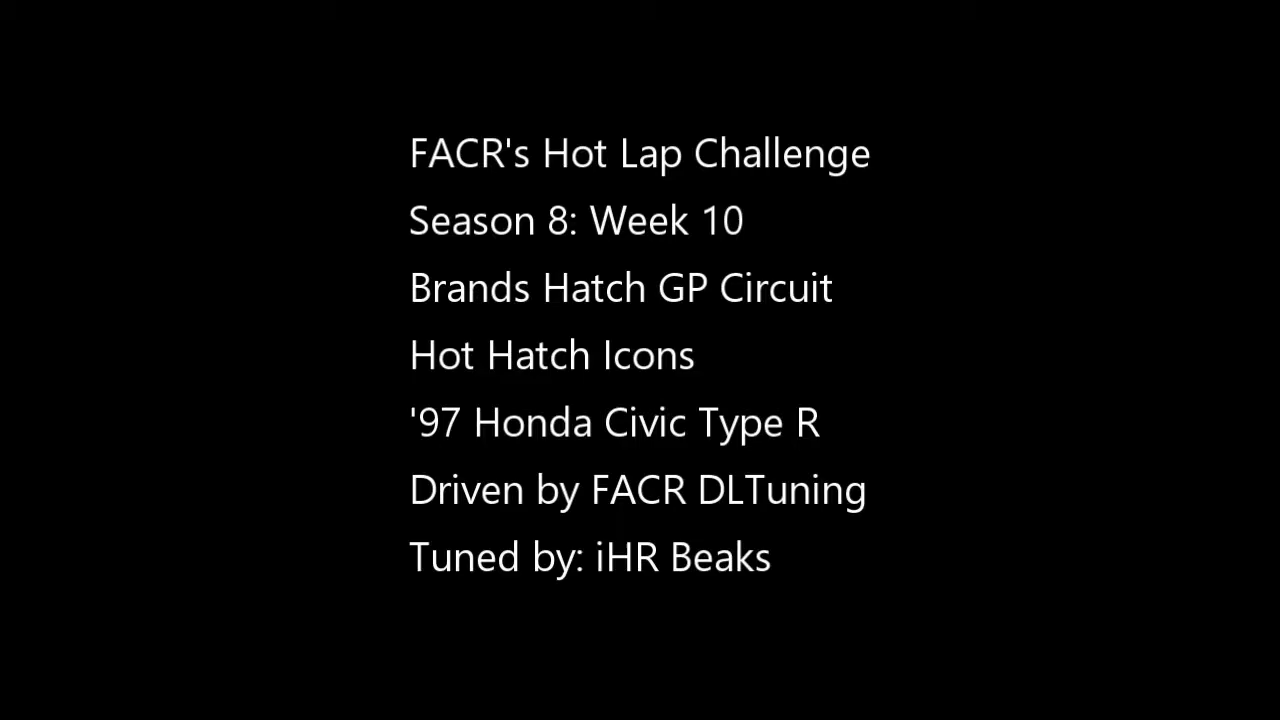 FACR's Hot Lap Challenge
Season 8: Week 10
Brands Hatch GP Circuit
Hot Hatch Icons
'97 Honda Civic Type R
Driven by FACR DLTuning
Tuned by: iHR Beaks